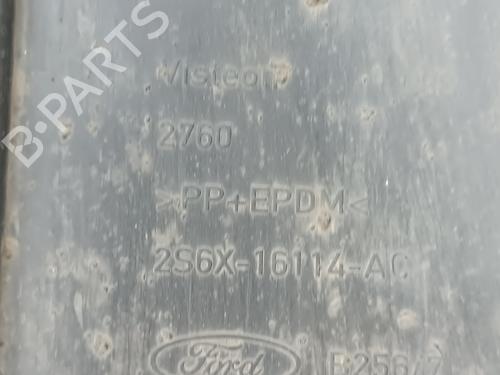 B-PARTS
Visteon
2760
>PP+EPDM<
2S6X-16114-AC
Ford